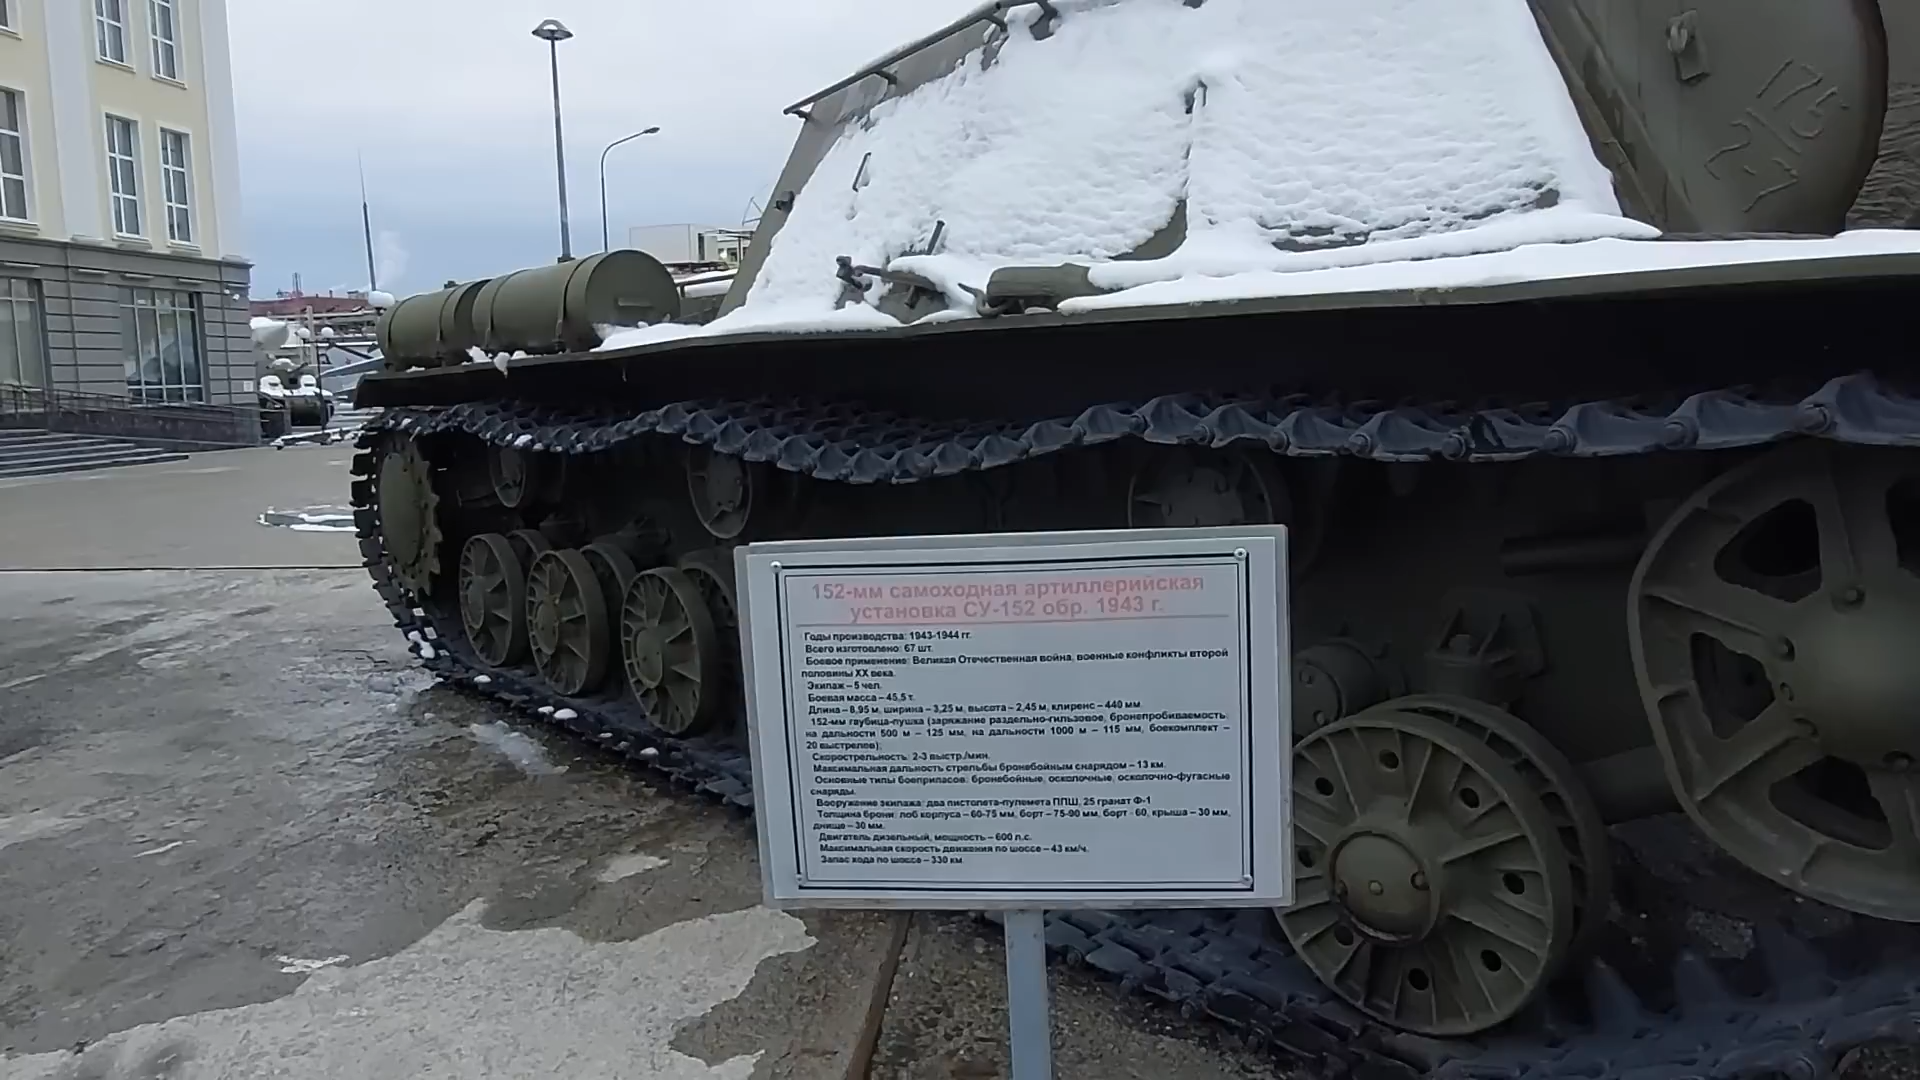 175
2-7
152-мм самоходная артиллерийская
установка СУ-152 обр. 1943 г.
Годы производства: 1943-1944 гг.
Всего изготовлено: 67 шт.
Боевое применение: Великая Отечественная война, военные конфликты второй
половины XX века.
Экипаж – 5 чел.
Боевая масса – 45,5 т.
Длина – 8,95 м, ширина – 3,25 м, высота – 2,45 м, клиренс – 440 мм
152-мм гаубица-пушка (заряжание раздельно-гильзовое, бронепробиваемость:
на дальности 500 м – 125 мм, на дальности 1000 м – 115 мм, боекомплект –
20 выстрелов);
Скорострельность: 2-3 выстр./мин.
Максимальная дальность стрельбы бронебойным снарядом – 13 км.
Основные типы боеприпасов: бронебойные, осколочные, осколочно-фугасные
снаряды.
Вооружение экипажа: два пистолета-пулемета ППШ, 25 гранат Ф-1
Толщина брони: лоб корпуса – 60-75 мм, борт – 75-90 мм, борт - 60, крыша – 30 мм,
днище – 30 мм.
Двигатель дизельный, мощность – 600 л.с.
Максимальная скорость движения по шоссе – 43 км/ч.
Запас хода по шоссе – 330 км.